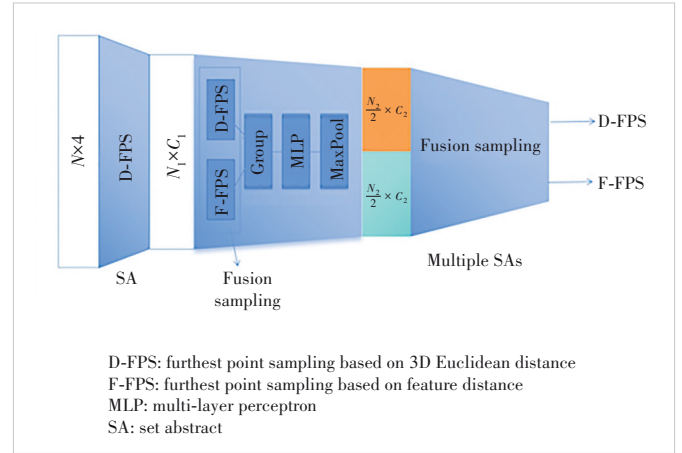 N×4
D-FPS
N₁×C₁
D-FPS
F-FPS
Group
MLP
MaxPool
N₂/2 × C₂
N₂/2 × C₂
Fusion sampling
D-FPS
F-FPS
SA
Fusion
sampling
Multiple SAs
D-FPS: furthest point sampling based on 3D Euclidean distance
F-FPS: furthest point sampling based on feature distance
MLP: multi-layer perceptron
SA: set abstract